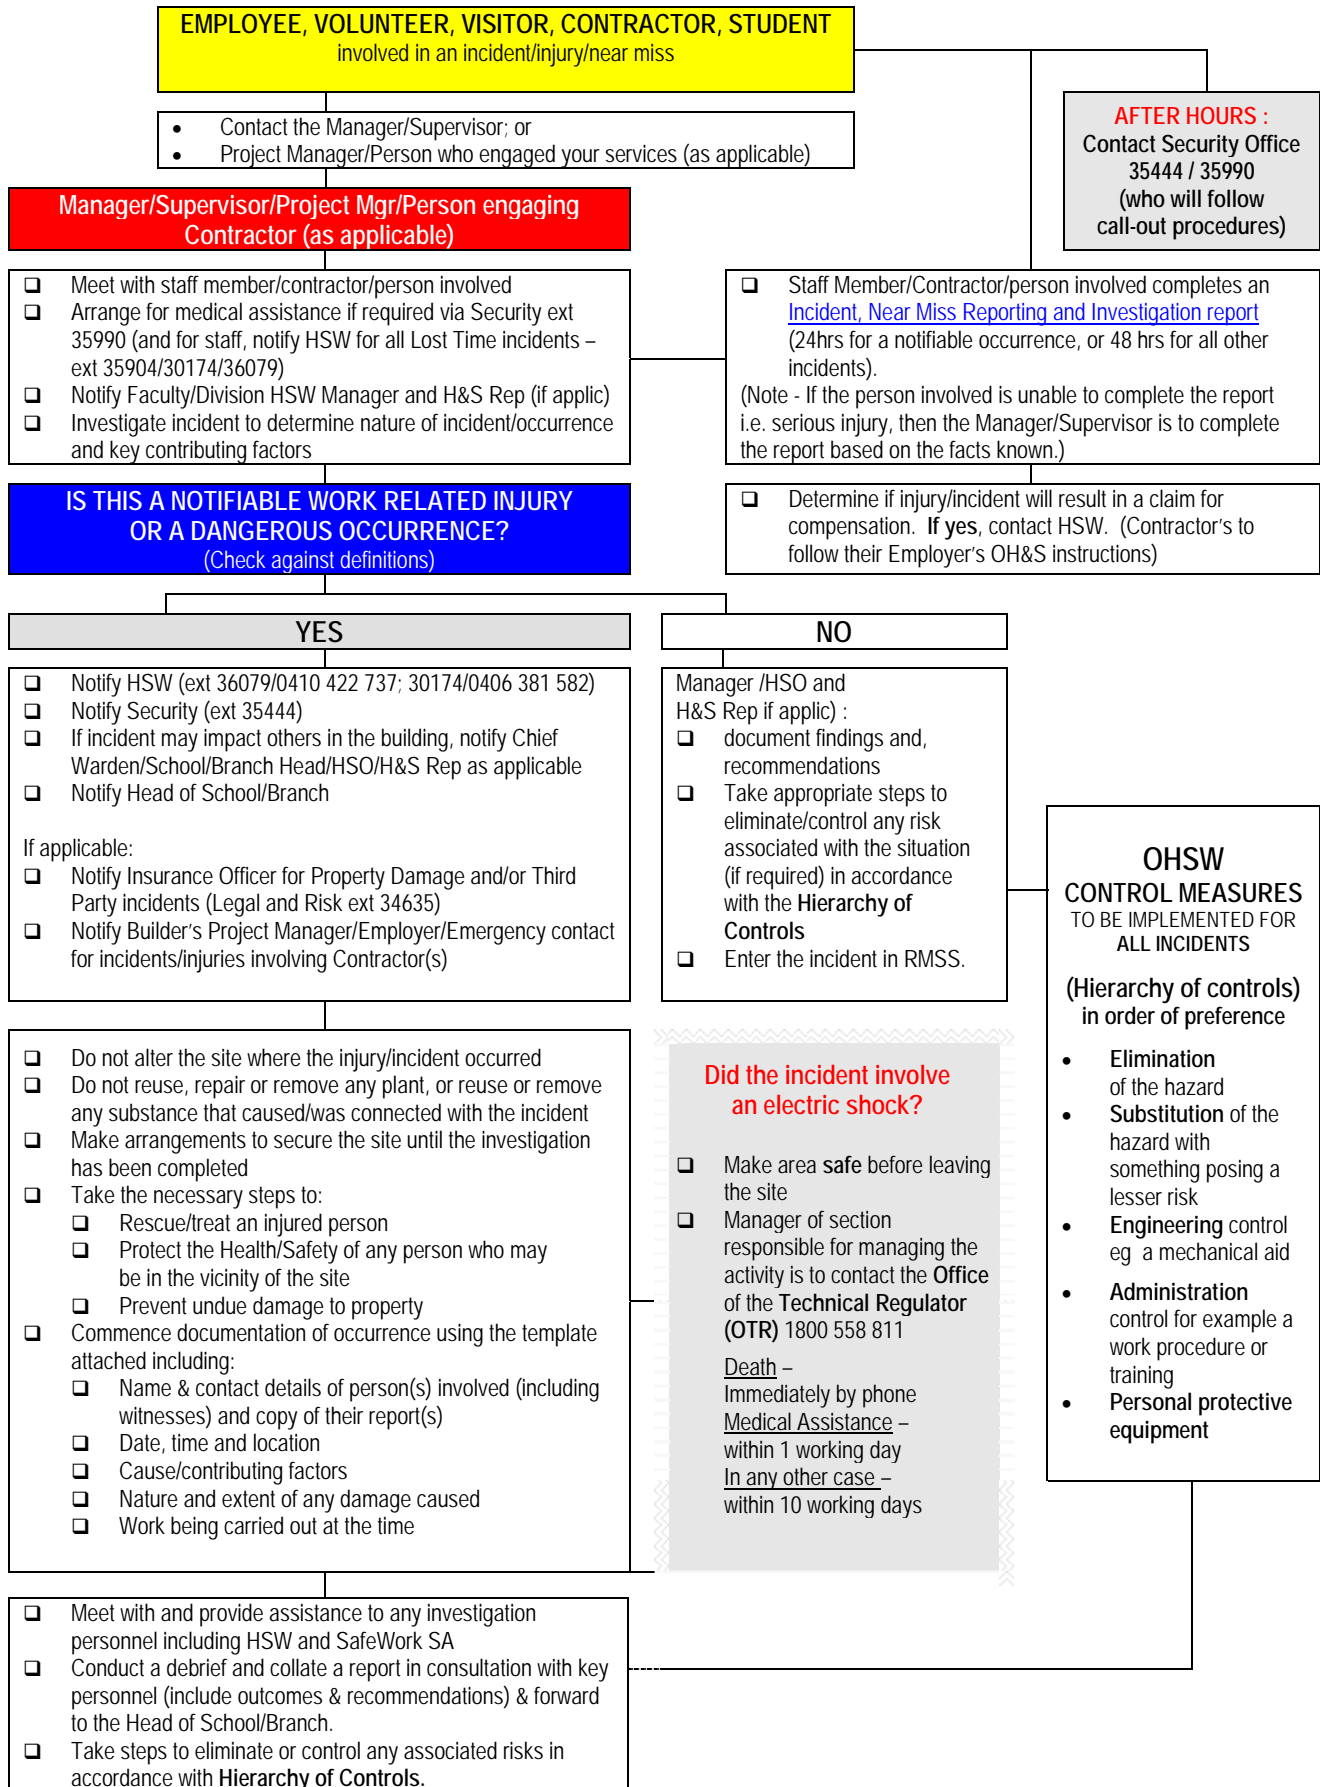 EMPLOYEE, VOLUNTEER, VISITOR, CONTRACTOR, STUDENT
involved in an incident/injury/near miss
• Contact the Manager/Supervisor; or
• Project Manager/Person who engaged your services (as applicable)
AFTER HOURS :
Contact Security Office
35444 / 35990
(who will follow
call-out procedures)
Manager/Supervisor/Project Mgr/Person engaging
Contractor (as applicable)
❑ Meet with staff member/contractor/person involved
❑ Arrange for medical assistance if required via Security ext
35990 (and for staff, notify HSW for all Lost Time incidents –
ext 35904/30174/36079)
❑ Notify Faculty/Division HSW Manager and H&S Rep (if applic)
❑ Investigate incident to determine nature of incident/occurrence
and key contributing factors
❑ Staff Member/Contractor/person involved completes an
Incident, Near Miss Reporting and Investigation report
(24hrs for a notifiable occurrence, or 48 hrs for all other
incidents).
(Note - If the person involved is unable to complete the report
i.e. serious injury, then the Manager/Supervisor is to complete
the report based on the facts known.)
IS THIS A NOTIFIABLE WORK RELATED INJURY
OR A DANGEROUS OCCURRENCE?
(Check against definitions)
❑ Determine if injury/incident will result in a claim for
compensation. If yes, contact HSW. (Contractor's to
follow their Employer's OH&S instructions)
YES
❑ Notify HSW (ext 36079/0410 422 737; 30174/0406 381 582)
❑ Notify Security (ext 35444)
❑ If incident may impact others in the building, notify Chief
Warden/School/Branch Head/HSO/H&S Rep as applicable
❑ Notify Head of School/Branch
If applicable:
❑ Notify Insurance Officer for Property Damage and/or Third
Party incidents (Legal and Risk ext 34635)
❑ Notify Builder's Project Manager/Employer/Emergency contact
for incidents/injuries involving Contractor(s)
NO
Manager /HSO and
H&S Rep if applic) :
❑ document findings and,
recommendations
❑ Take appropriate steps to
eliminate/control any risk
associated with the situation
(if required) in accordance
with the Hierarchy of
Controls
❑ Enter the incident in RMSS.
OHSW
CONTROL MEASURES
TO BE IMPLEMENTED FOR
ALL INCIDENTS
(Hierarchy of controls)
in order of preference
• Elimination
of the hazard
• Substitution of the
hazard with
something posing a
lesser risk
• Engineering control
eg a mechanical aid
• Administration
control for example a
work procedure or
training
• Personal protective
equipment
❑ Do not alter the site where the injury/incident occurred
❑ Do not reuse, repair or remove any plant, or reuse or remove
any substance that caused/was connected with the incident
❑ Make arrangements to secure the site until the investigation
has been completed
❑ Take the necessary steps to:
❑ Rescue/treat an injured person
❑ Protect the Health/Safety of any person who may
be in the vicinity of the site
❑ Prevent undue damage to property
❑ Commence documentation of occurrence using the template
attached including:
❑ Name & contact details of person(s) involved (including
witnesses) and copy of their report(s)
❑ Date, time and location
❑ Cause/contributing factors
❑ Nature and extent of any damage caused
❑ Work being carried out at the time
Did the incident involve
an electric shock?
❑ Make area safe before leaving
the site
❑ Manager of section
responsible for managing the
activity is to contact the Office
of the Technical Regulator
(OTR) 1800 558 811
Death –
Immediately by phone
Medical Assistance –
within 1 working day
In any other case –
within 10 working days
❑ Meet with and provide assistance to any investigation
personnel including HSW and SafeWork SA
❑ Conduct a debrief and collate a report in consultation with key
personnel (include outcomes & recommendations) & forward
to the Head of School/Branch.
❑ Take steps to eliminate or control any associated risks in
accordance with Hierarchy of Controls.